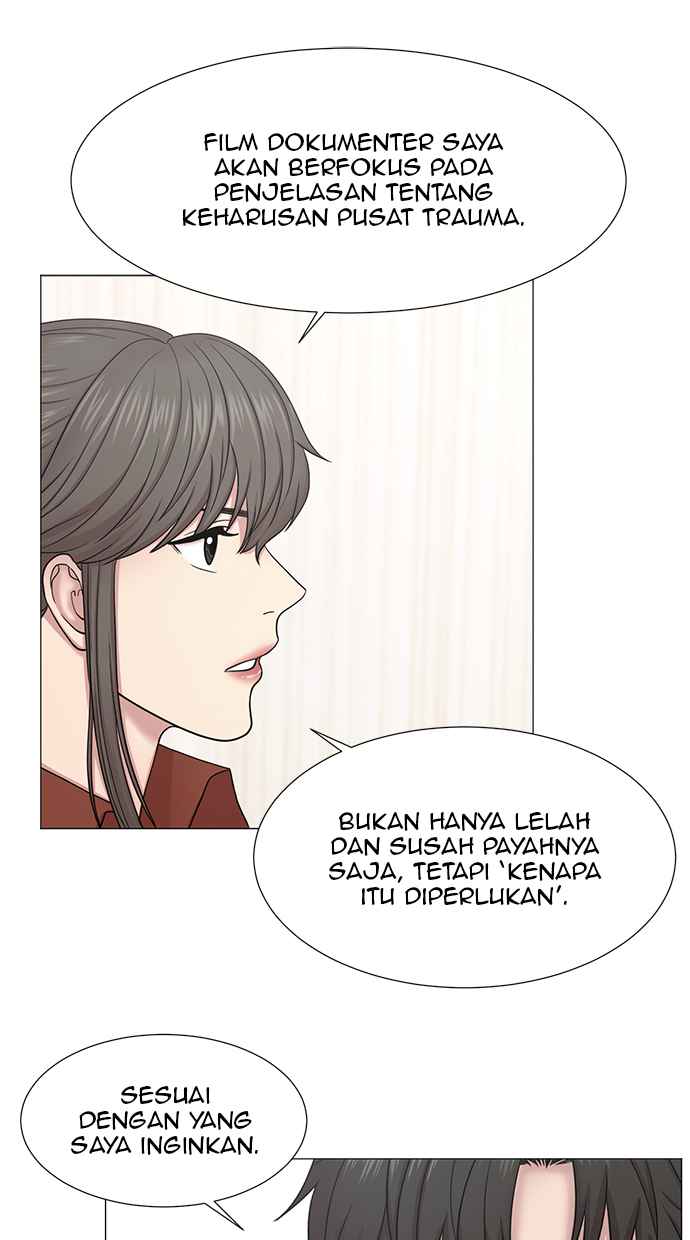 FILM DOKUMENTER SAYA
AKAN BERFOKUS PADA
PENJELASAN TENTANG
KEHARUSAN PUSAT TRAUMA.
BUKAN HANYA LELAH
DAN SUSAH PAYAHNYA
SAJA, TETAPI ‘KENAPA
ITU DIPERLUKAN’.
SESUAI
DENGAN YANG
SAYA INGINKAN.